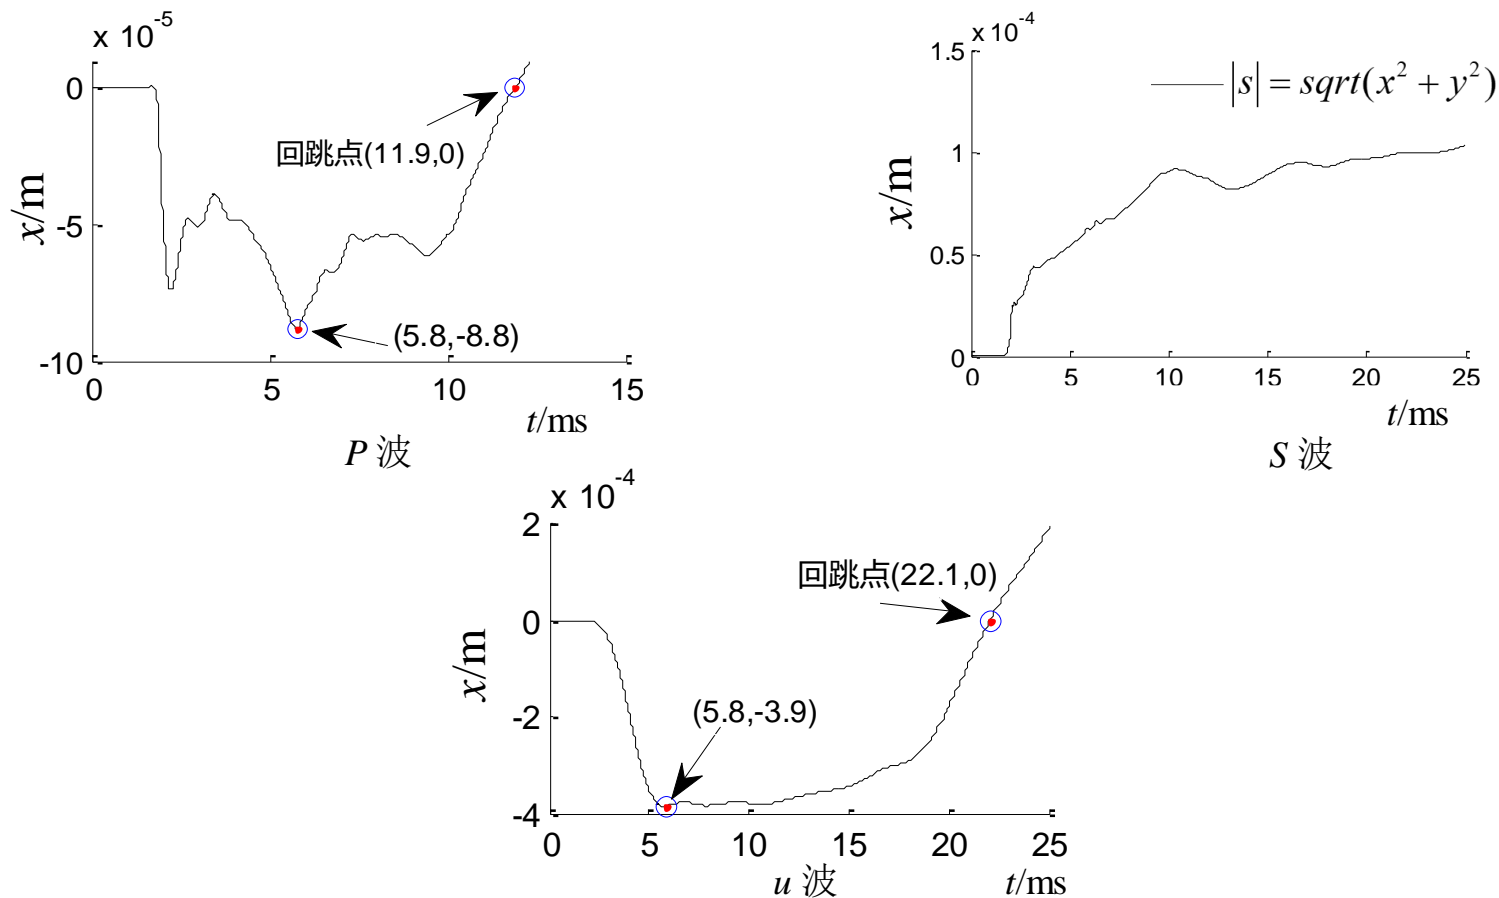 x 10-5
0
-5
-10
x/m
回跳点(11.9,0)
(5.8,-8.8)
0 5 10 15
t/ms
P 波
x 10-4
1.5
1
0.5
0
x/m
|s| = sqrt(x² + y²)
0 5 10 15 20 25
t/ms
S 波
x 10-4
2
0
-2
-4
x/m
回跳点(22.1,0)
(5.8,-3.9)
0 5 10 15 20 25
u 波
t/ms